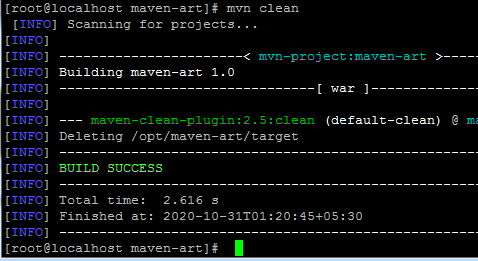 [root@localhost maven-art]# mvn clean
[INFO] Scanning for projects...
[INFO]
[INFO] -----------------------< mvn-project:maven-art >-----
[INFO] Building maven-art 1.0
[INFO] --------------------------------[ war ]-----------
[INFO]
[INFO] --- maven-clean-plugin:2.5:clean (default-clean) @ ma
[INFO] Deleting /opt/maven-art/target
[INFO] ------------------------------------------------------
[INFO] BUILD SUCCESS
[INFO] ------------------------------------------------------
[INFO] Total time:  2.616 s
[INFO] Finished at: 2020-10-31T01:20:45+05:30
[INFO] ------------------------------------------------------
[root@localhost maven-art]#